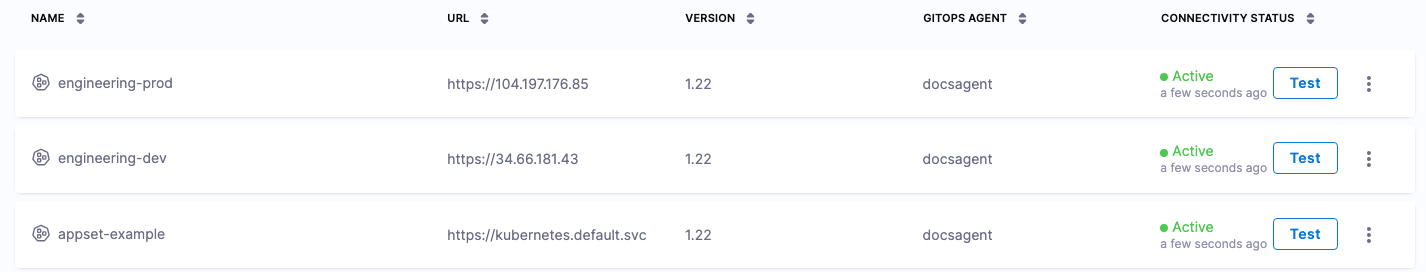 NAME URL VERSION GITOPS AGENT CONNECTIVITY STATUS
engineering-prod https://104.197.176.85 1.22 docsagent Active Test
a few seconds ago
engineering-dev https://34.66.181.43 1.22 docsagent Active Test
a few seconds ago
appset-example https://kubernetes.default.svc 1.22 docsagent Active Test
a few seconds ago